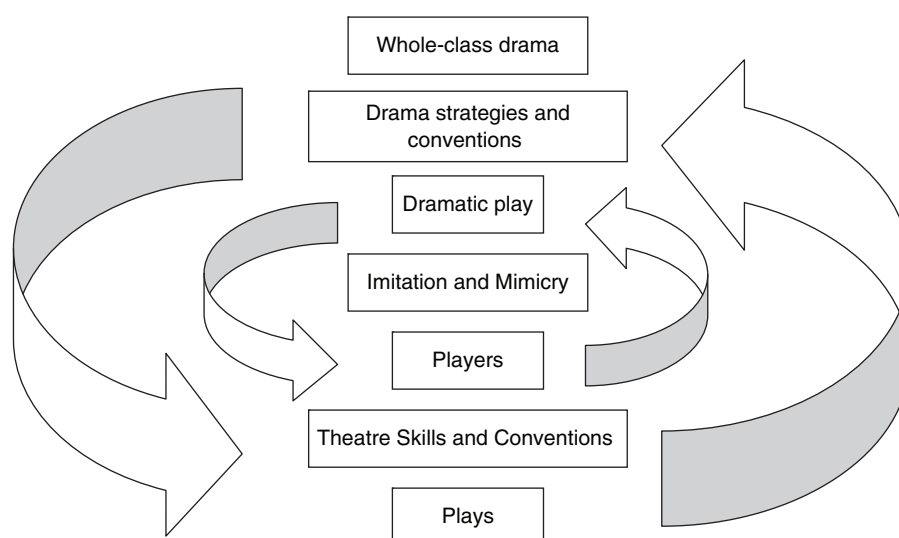 Whole-class drama
Drama strategies and
conventions
Dramatic play
Imitation and Mimicry
Players
Theatre Skills and Conventions
Plays